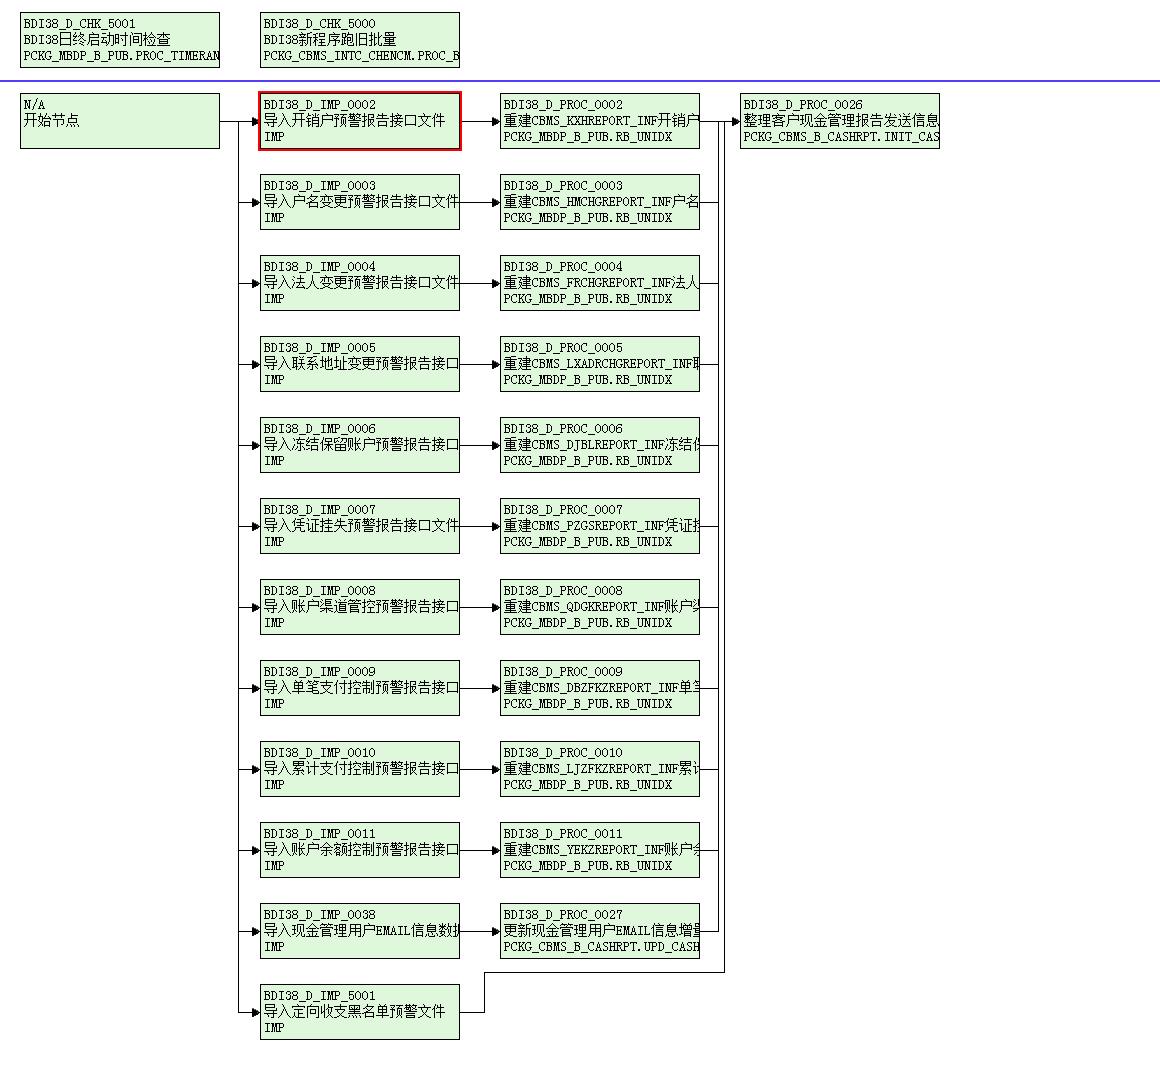 BDI38_D_CHK_5001
BDI38日终启动时间检查
PCKG_MBDP_B_PUB.PROC_TIMERAN
BDI38_D_CHK_5000
BDI38新程序跑旧批量
PCKG_CBMS_INTC_CHENCM.PROC_B
N/A
开始节点
BDI38_D_IMP_0002
导入开销户预警报告接口文件
IMP
BDI38_D_PROC_0002
重建CBMS_KXHREPORT_INF开销户
PCKG_MBDP_B_PUB.RB_UNIDX
BDI38_D_PROC_0026
整理客户现金管理报告发送信息
PCKG_CBMS_B_CASHRPT.INIT_CAS
BDI38_D_IMP_0003
导入户名变更预警报告接口文件
IMP
BDI38_D_PROC_0003
重建CBMS_HMCHGREPORT_INF户名
PCKG_MBDP_B_PUB.RB_UNIDX
BDI38_D_IMP_0004
导入法人变更预警报告接口文件
IMP
BDI38_D_PROC_0004
重建CBMS_FRCHGREPORT_INF法人
PCKG_MBDP_B_PUB.RB_UNIDX
BDI38_D_IMP_0005
导入联系地址变更预警报告接口
IMP
BDI38_D_PROC_0005
重建CBMS_LXADRCHGREPORT_INF
PCKG_MBDP_B_PUB.RB_UNIDX
BDI38_D_IMP_0006
导入冻结保留账户预警报告接口
IMP
BDI38_D_PROC_0006
重建CBMS_DJBLREPORT_INF冻结保
PCKG_MBDP_B_PUB.RB_UNIDX
BDI38_D_IMP_0007
导入凭证挂失预警报告接口文件
IMP
BDI38_D_PROC_0007
重建CBMS_PZGSREPORT_INF凭证挂
PCKG_MBDP_B_PUB.RB_UNIDX
BDI38_D_IMP_0008
导入账户渠道管控预警报告接口
IMP
BDI38_D_PROC_0008
重建CBMS_QDGKREPORT_INF账户渠
PCKG_MBDP_B_PUB.RB_UNIDX
BDI38_D_IMP_0009
导入单笔支付控制预警报告接口
IMP
BDI38_D_PROC_0009
重建CBMS_DBZFKZREPORT_INF单笔
PCKG_MBDP_B_PUB.RB_UNIDX
BDI38_D_IMP_0010
导入累计支付控制预警报告接口
IMP
BDI38_D_PROC_0010
重建CBMS_LJZFKZREPORT_INF累计
PCKG_MBDP_B_PUB.RB_UNIDX
BDI38_D_IMP_0011
导入账户余额控制预警报告接口
IMP
BDI38_D_PROC_0011
重建CBMS_YEKZREPORT_INF账户余
PCKG_MBDP_B_PUB.RB_UNIDX
BDI38_D_IMP_0038
导入现金管理用户EMAIL信息数据
IMP
BDI38_D_PROC_0027
更新现金管理用户EMAIL信息增量
PCKG_CBMS_B_CASHRPT.UPD_CASH
BDI38_D_IMP_5001
导入定向收支黑名单预警文件
IMP